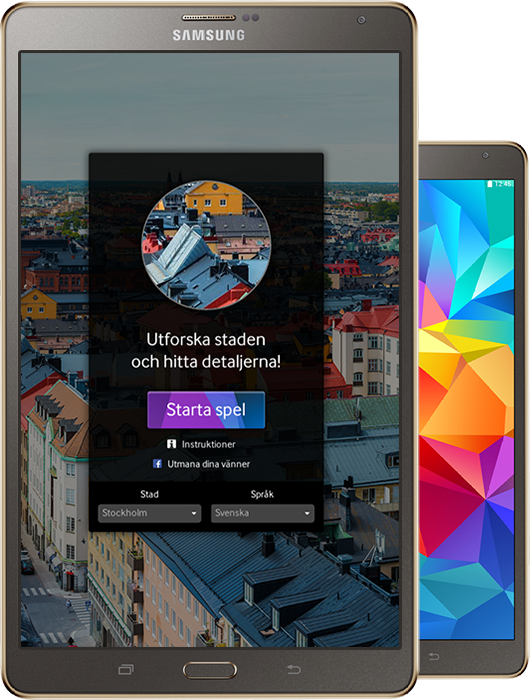 SAMSUNG
12:45
Utforska staden
och hitta detaljerna!
Starta spel
Instruktioner
Utmana dina vänner
Stad Språk
Stockholm Svenska